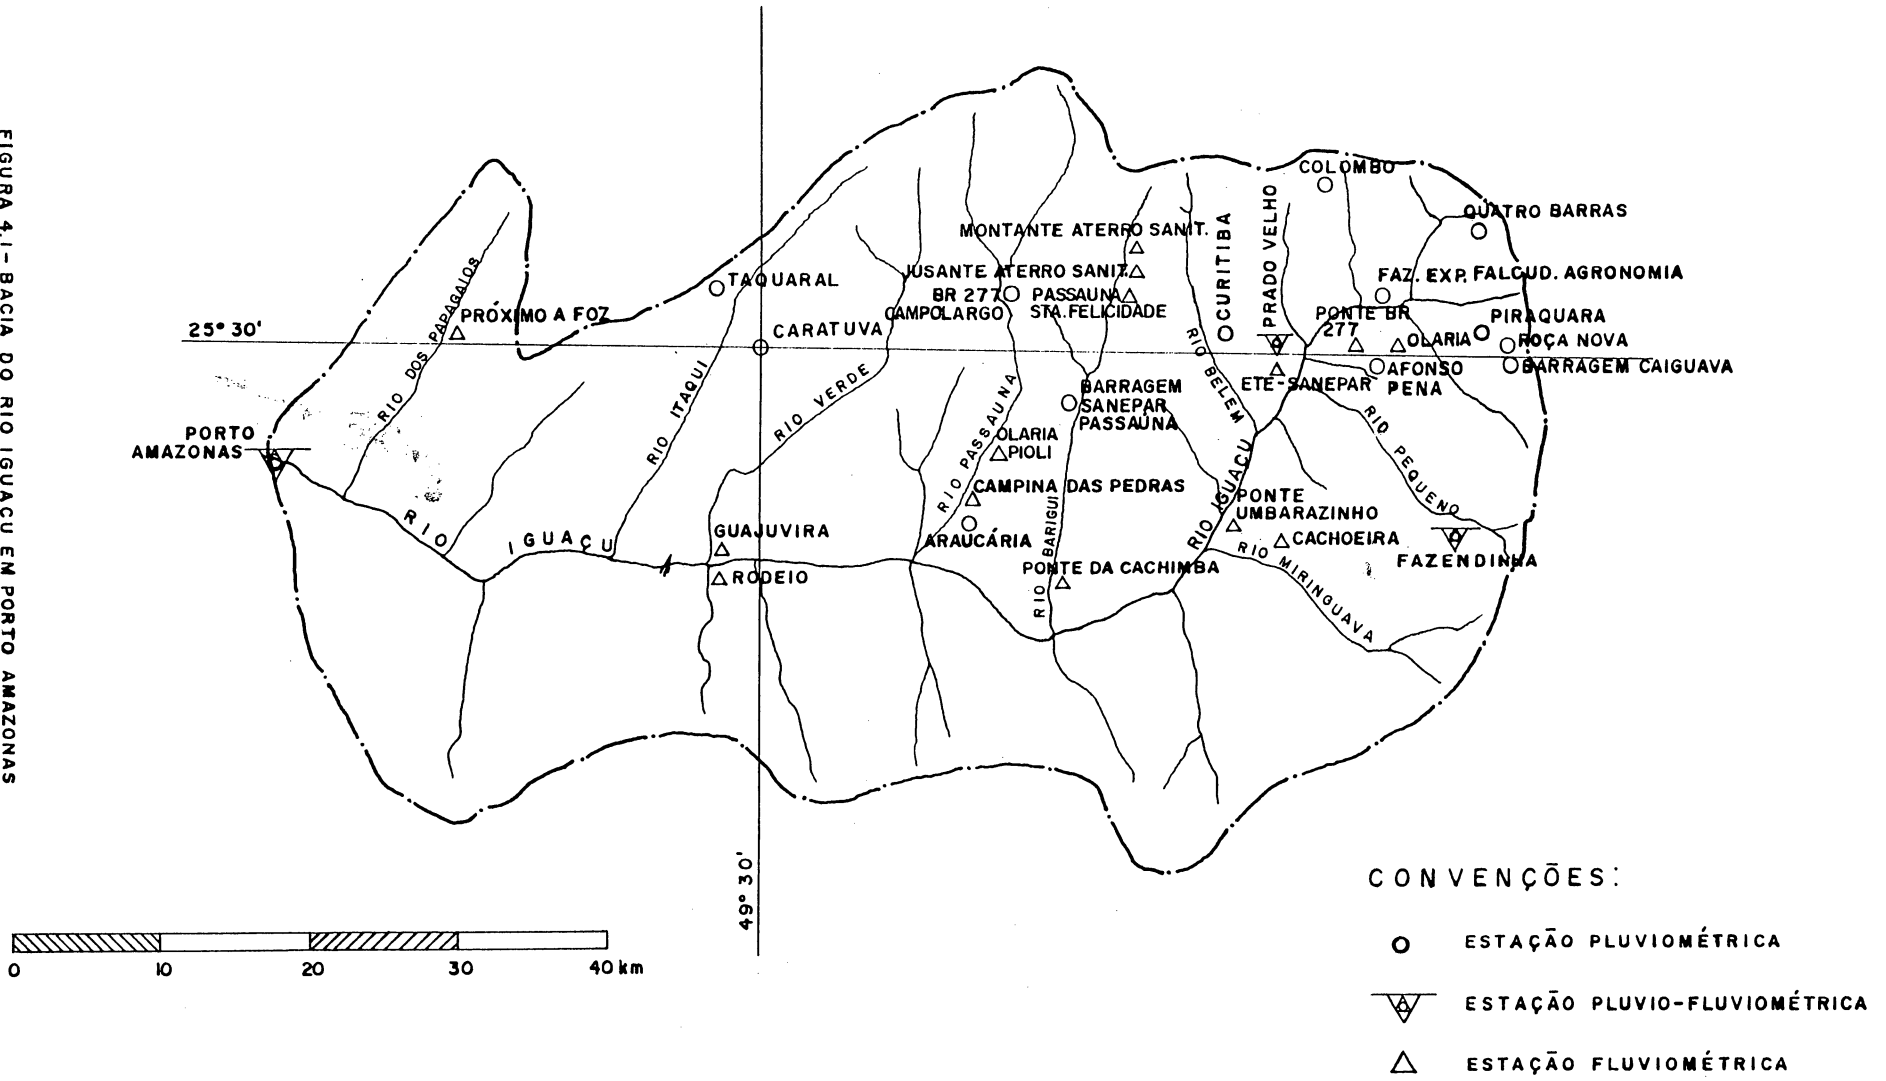 FIGURA 4.1 - BACIA DO RIO IGUAÇU EM PORTO AMAZONAS
COLOMBO
QUATRO BARRAS
MONTANTE ATERRO SANIT.
CURITIBA
PRADO VELHO
JUSANTE ATERRO SANIT.
FAZ. EXP. FALCUD. AGRONOMIA
TAQUARAL
BR 277
PASSAUNA
CAMPOLARGO
STA. FELICIDADE
PRÓXIMO A FOZ
RIO DOS PAPAGAIOS
25° 30'
CARATUVA
PONTE BR
277
OLARIA
PIRAQUARA
ROÇA NOVA
BARRAGEM CAIGUAVA
AFONSO
PENA
ETE-SANEPAR
RIO BELEM
RIO ITAQUI
RIO VERDE
RIO PASSAUNA
BARRAGEM
SANEPAR
PASSAÚNA
RIO PEQUENO
PORTO
AMAZONAS
OLARIA
PIOLI
CAMPINA DAS PEDRAS
RIO BARIGUI
RIO IGUAÇU
PONTE
UMBARAZINHO
CACHOEIRA
FAZENDINHA
RIO IGUAÇU
GUAJUVIRA
RODEIO
ARAUCÁRIA
PONTE DA CACHIMBA
RIO MIRINGUAVA
49° 30'
0 10 20 30 40 km
CONVENÇÕES:
ESTAÇÃO PLUVIOMÉTRICA
ESTAÇÃO PLUVIO-FLUVIOMÉTRICA
ESTAÇÃO FLUVIOMÉTRICA